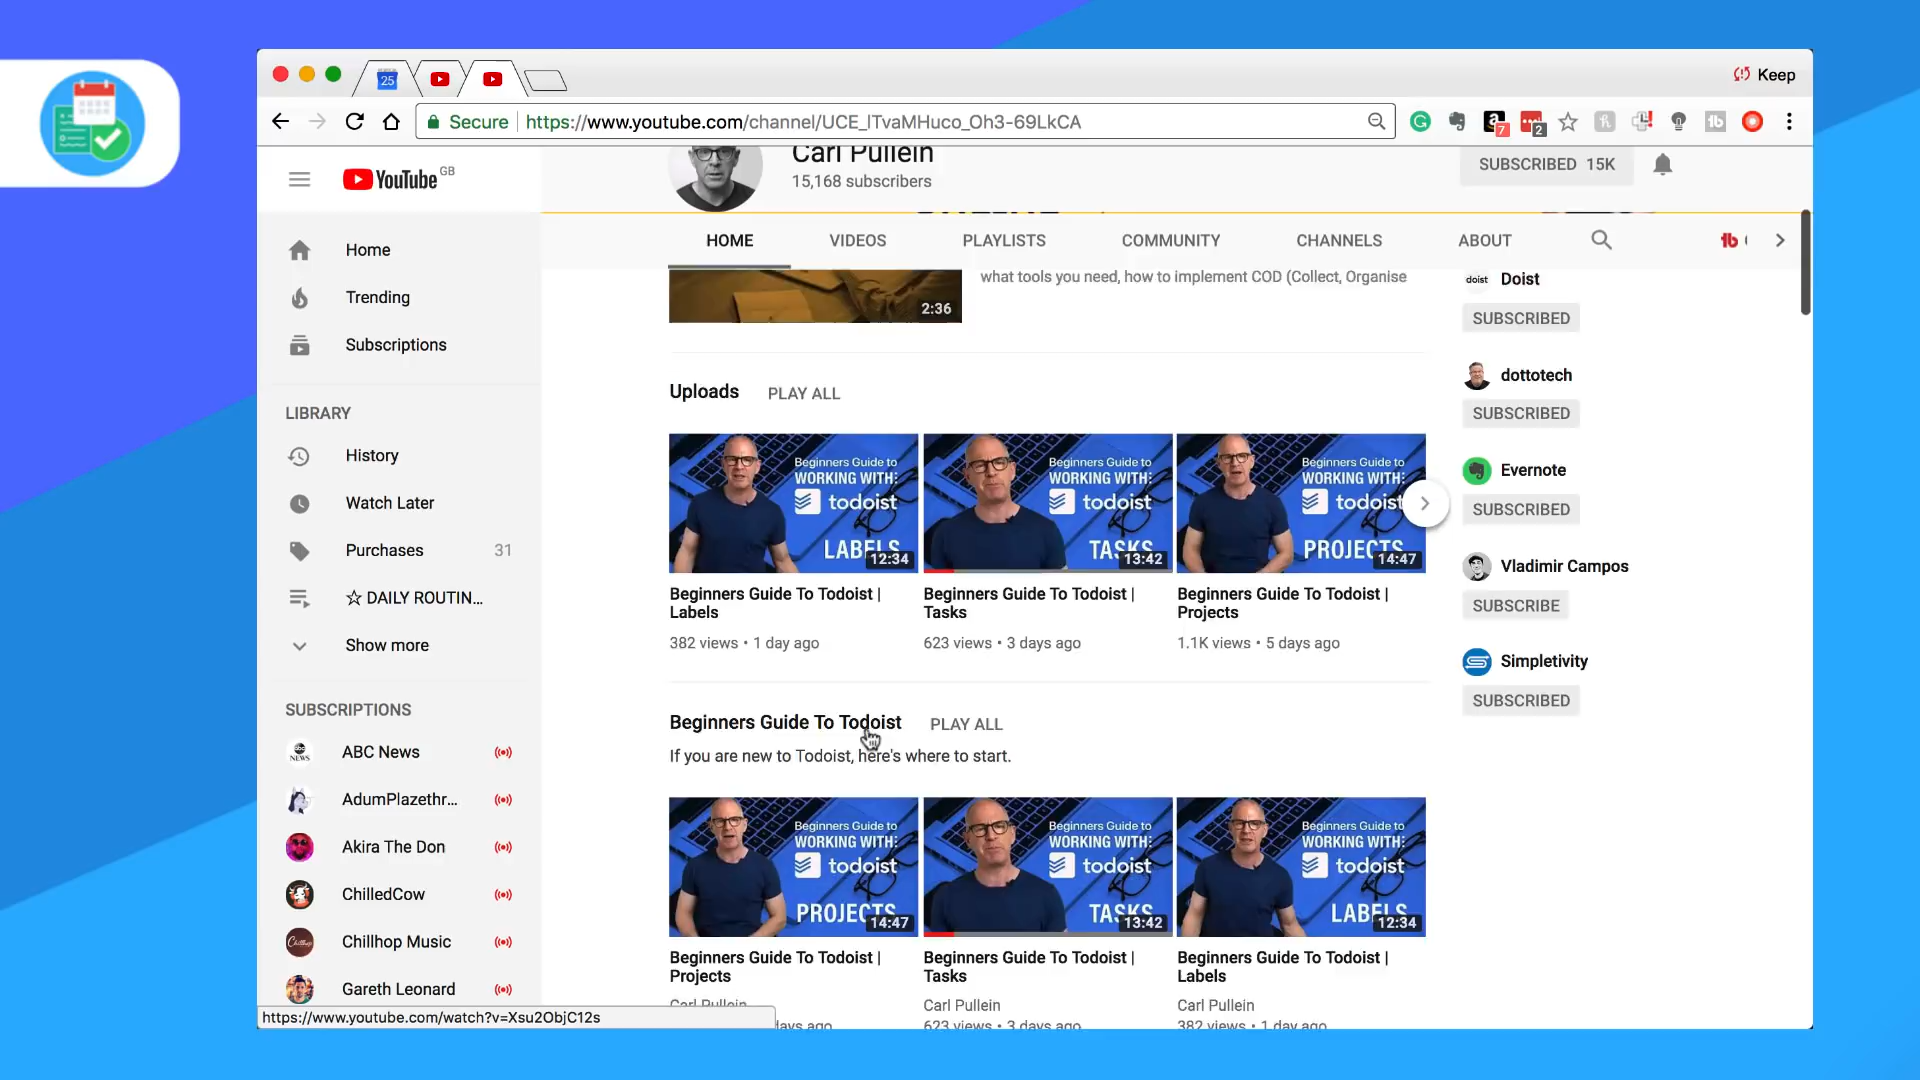 25
Keep
Secure https://www.youtube.com/channel/UCE_ITvaMHuco_Oh3-69LkCA
7
2
YouTube GB
Carl Pullein
15,168 subscribers
SUBSCRIBED 15K
HOME VIDEOS PLAYLISTS COMMUNITY CHANNELS ABOUT
Home
Trending
Subscriptions
LIBRARY
History
Watch Later
Purchases 31
☆ DAILY ROUTIN...
Show more
SUBSCRIPTIONS
ABC News
AdumPlazethr...
Akira The Don
ChilledCow
Chillhop Music
Gareth Leonard
https://www.youtube.com/watch?v=Xsu2ObjC12s
what tools you need, how to implement COD (Collect, Organise
2:36
Uploads PLAY ALL
Beginners Guide to
WORKING WITH:
todoist
LABELS
12:34
Beginners Guide to
WORKING WITH:
todoist
TASKS
13:42
Beginners Guide to
WORKING WITH:
todoist
PROJECTS
14:47
Beginners Guide To Todoist |
Labels
382 views • 1 day ago
Beginners Guide To Todoist |
Tasks
623 views • 3 days ago
Beginners Guide To Todoist |
Projects
1.1K views • 5 days ago
Beginners Guide To Todoist PLAY ALL
If you are new to Todoist, here's where to start.
Beginners Guide to
WORKING WITH:
todoist
PROJECTS
14:47
Beginners Guide to
WORKING WITH:
todoist
TASKS
13:42
Beginners Guide to
WORKING WITH:
todoist
LABELS
12:34
Beginners Guide To Todoist |
Projects
Carl Pullein
days ago
Beginners Guide To Todoist |
Tasks
Carl Pullein
623 views • 3 days ago
Beginners Guide To Todoist |
Labels
Carl Pullein
382 views • 1 day ago
doist Doist
SUBSCRIBED
dottotech
SUBSCRIBED
Evernote
SUBSCRIBED
Vladimir Campos
SUBSCRIBE
Simpletivity
SUBSCRIBED